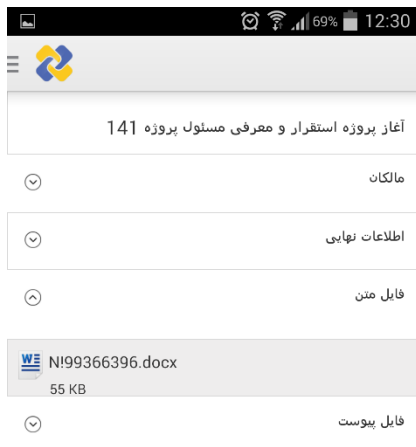 69% 12:30
آغاز پروژه استقرار و معرفی مسئول پروژه 141
مالکان
اطلاعات نهایی
فایل متن
N!99366396.docx
55 KB
فایل پیوست